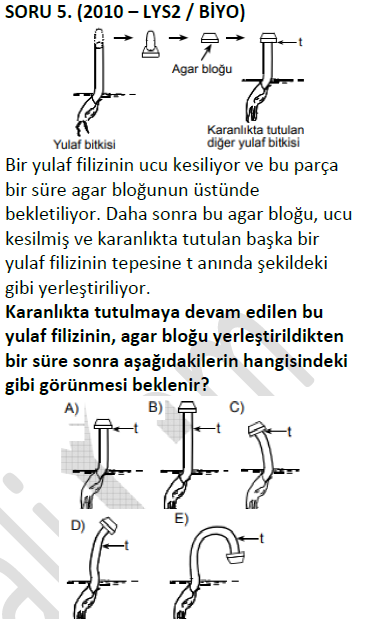 SORU 5. (2010 – LYS2 / BİYO)
t
Agar bloğu
Yulaf bitkisi
Karanlıkta tutulan
diğer yulaf bitkisi
Bir yulaf filizinin ucu kesiliyor ve bu parça
bir süre agar bloğunun üstünde
bekletiliyor. Daha sonra bu agar bloğu, ucu
kesilmiş ve karanlıkta tutulan başka bir
yulaf filizinin tepesine t anında şekildeki
gibi yerleştiriliyor.
Karanlıkta tutulmaya devam edilen bu
yulaf filizinin, agar bloğu yerleştirildikten
bir süre sonra aşağıdakilerin hangisindeki
gibi görünmesi beklenir?
A) t
B) t
C) t
D) t
E) t